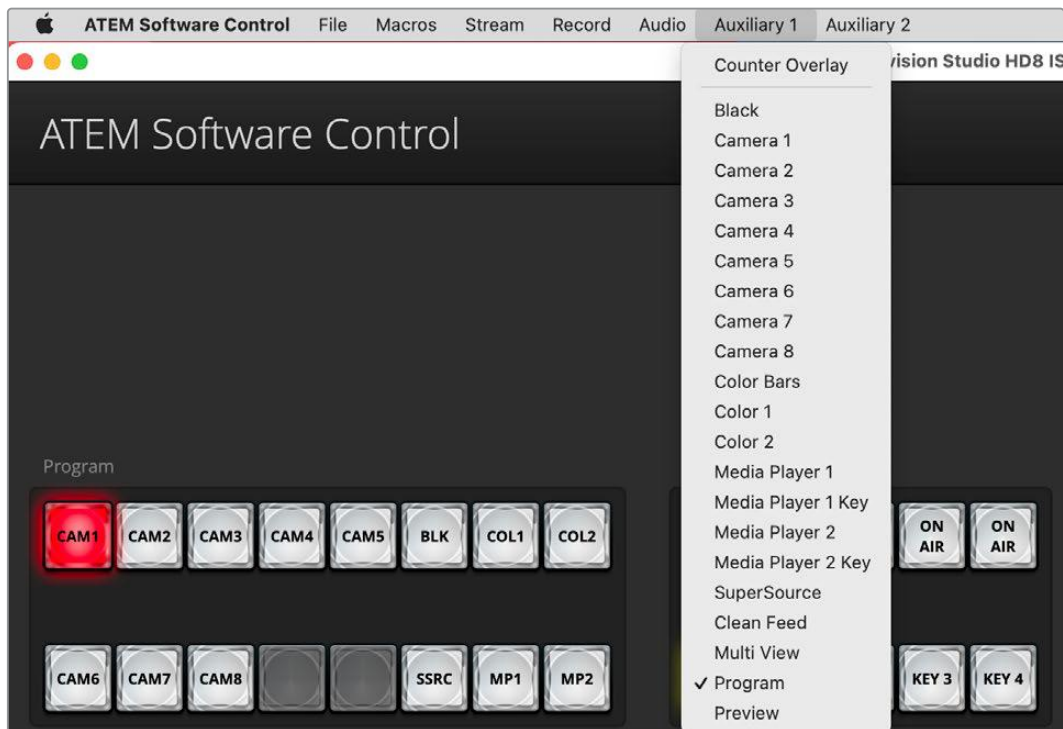 ATEM Software Control File Macros Stream Record Audio Auxiliary 1 Auxiliary 2
vision Studio HD8 IS
ATEM Software Control
Counter Overlay
Black
Camera 1
Camera 2
Camera 3
Camera 4
Camera 5
Camera 6
Camera 7
Camera 8
Color Bars
Color 1
Color 2
Media Player 1
Media Player 1 Key
Media Player 2
Media Player 2 Key
SuperSource
Clean Feed
Multi View
Program
Preview
Program
CAM1 CAM2 CAM3 CAM4 CAM5 BLK COL1 COL2
CAM6 CAM7 CAM8 SSRC MP1 MP2
ON AIR ON AIR
KEY 3 KEY 4